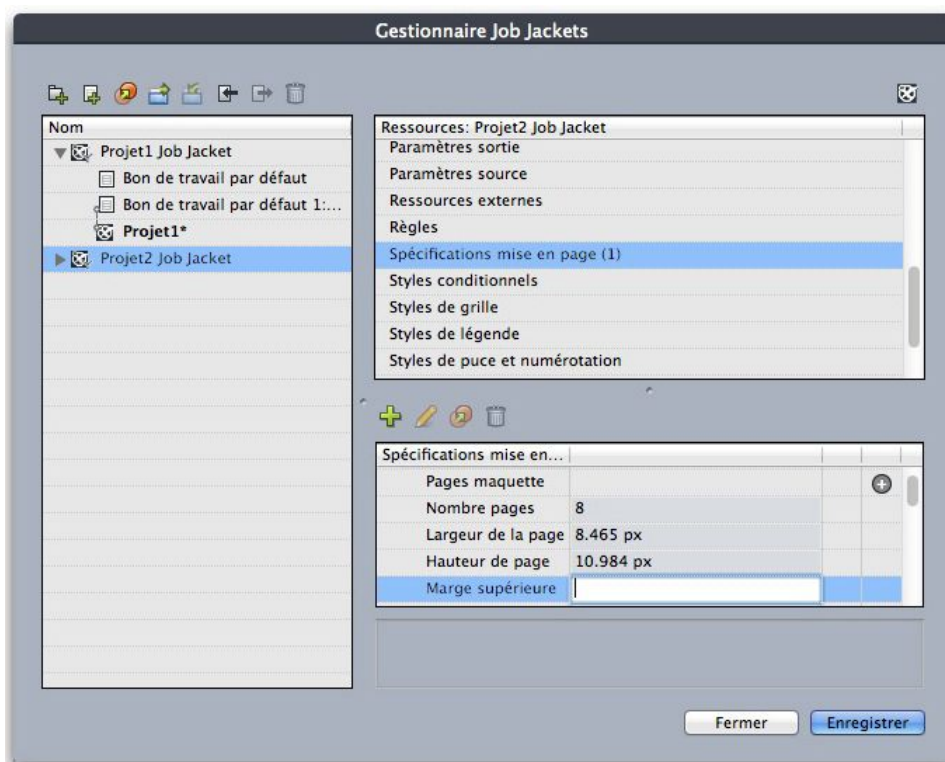 Gestionnaire Job Jackets
Nom
Projet1 Job Jacket
Bon de travail par défaut
Bon de travail par défaut 1:...
Projet1*
Projet2 Job Jacket
Ressources: Projet2 Job Jacket
Paramètres sortie
Paramètres source
Ressources externes
Règles
Spécifications mise en page (1)
Styles conditionnels
Styles de grille
Styles de légende
Styles de puce et numérotation
Spécifications mise en...
Pages maquette
Nombre pages 8
Largeur de la page 8.465 px
Hauteur de page 10.984 px
Marge supérieure
Fermer
Enregistrer